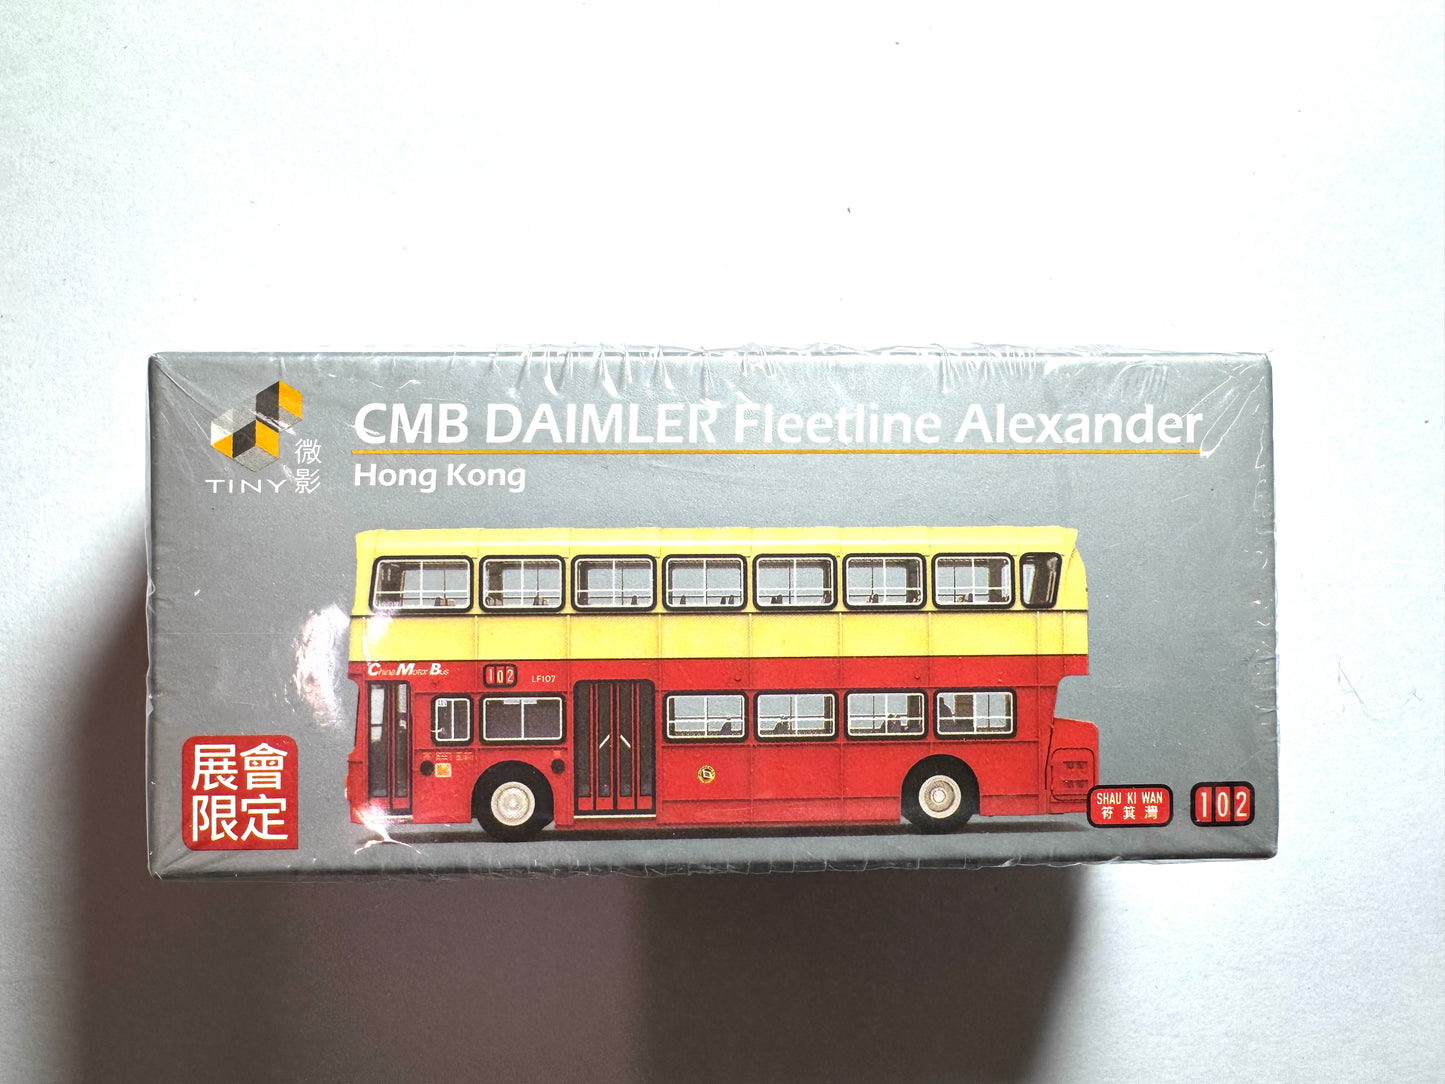 CMB DAIMLER Fleetline Alexander
Hong Kong
TINY 微影
China Motor Bus
102
LF107
展會
限定
SHAU KI WAN
筲箕灣
102